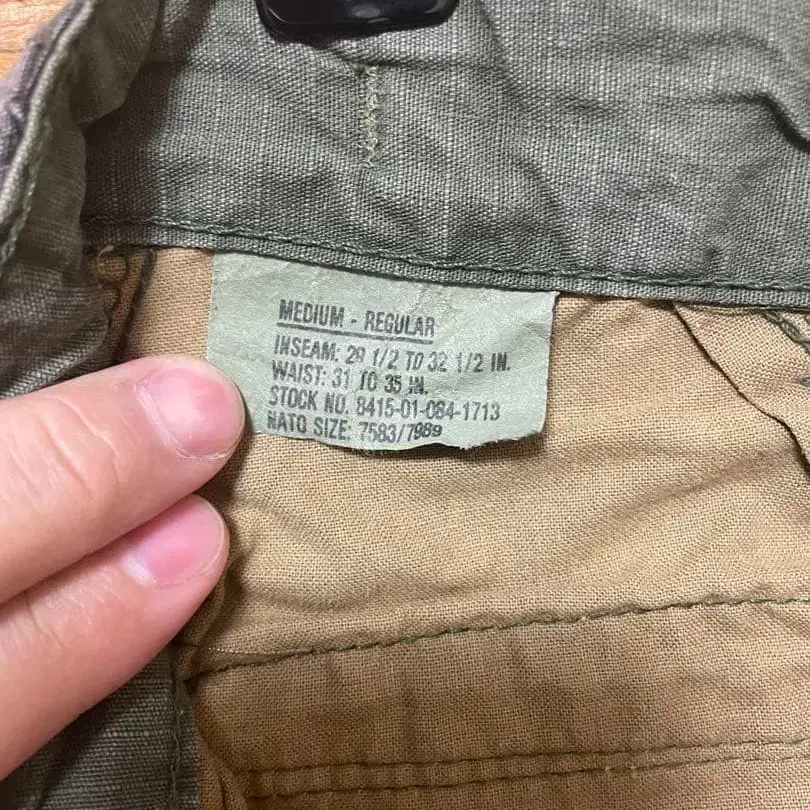 MEDIUM - REGULAR
INSEAM: 29 1/2 TO 32 1/2 IN.
WAIST: 31 TO 35 IN.
STOCK NO. 8415-01-084-1713
NATO SIZE: 7583/7989